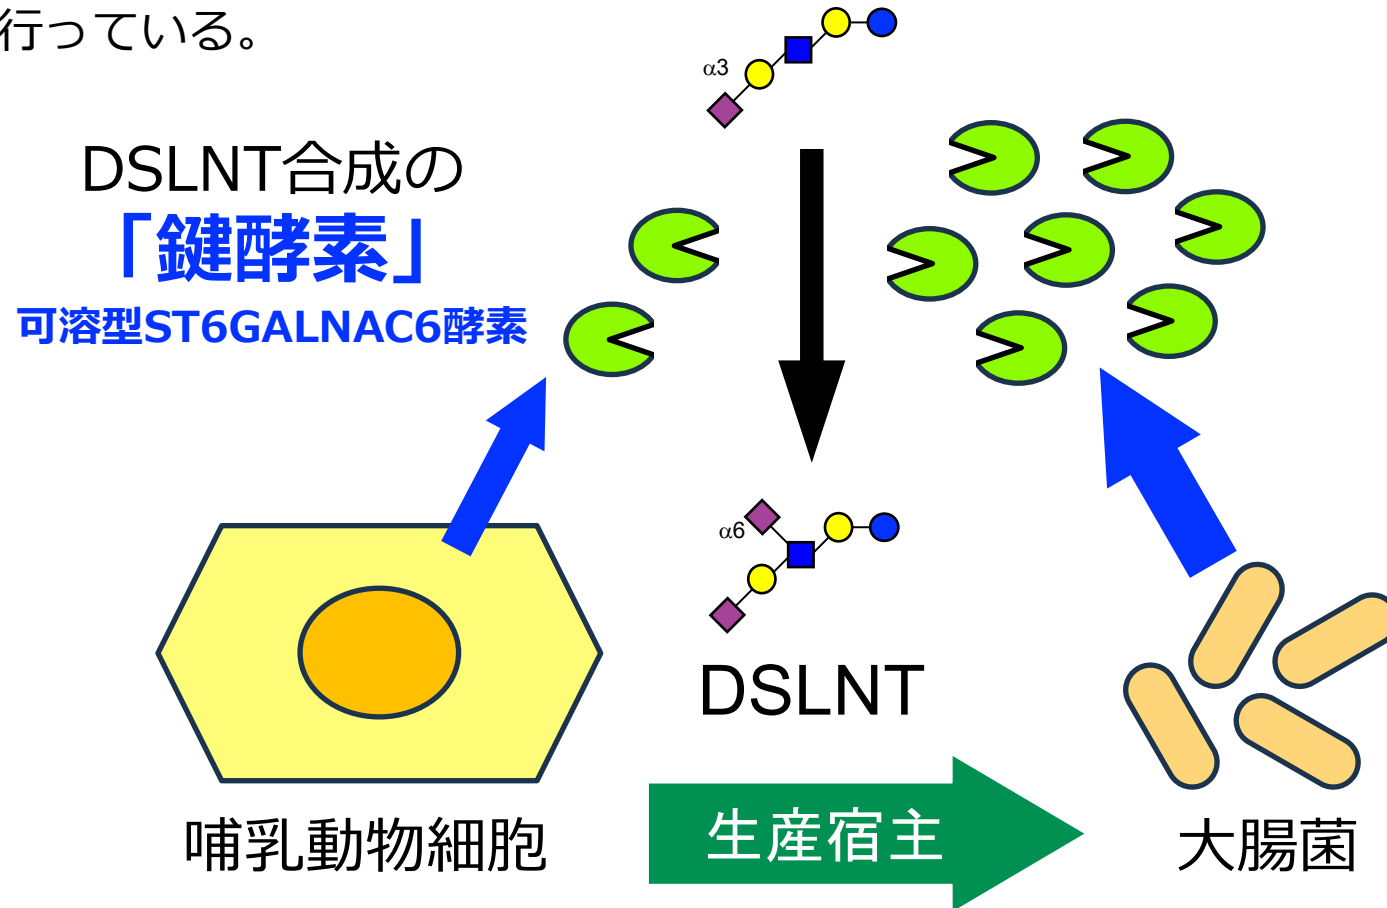 行っている。
α3
DSLNT合成の
「鍵酵素」
可溶型ST6GALNAC6酵素
α6
DSLNT
哺乳動物細胞
生産宿主
大腸菌